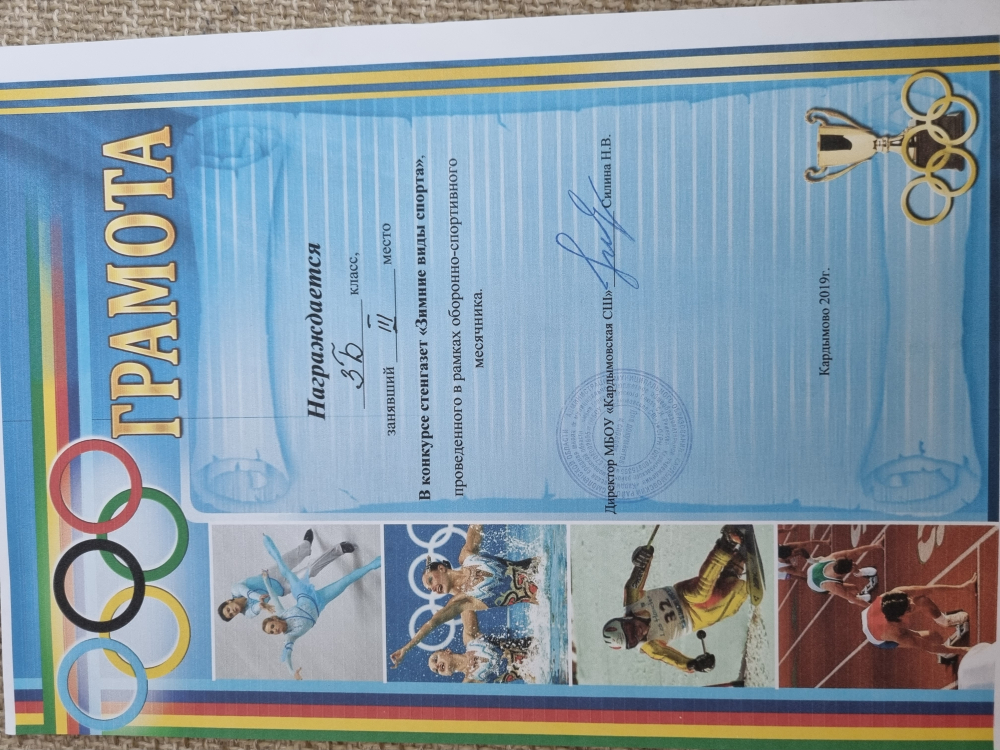 ГРАМОТА
Награждается
3Б класс,
занявший III место
В конкурсе стенгазет «Зимние виды спорта»,
проведенного в рамках оборонно-спортивного
месячника.
Директор МБОУ «Кардымовская СШ» Силина Н.В.
Кардымово 2019г.
32